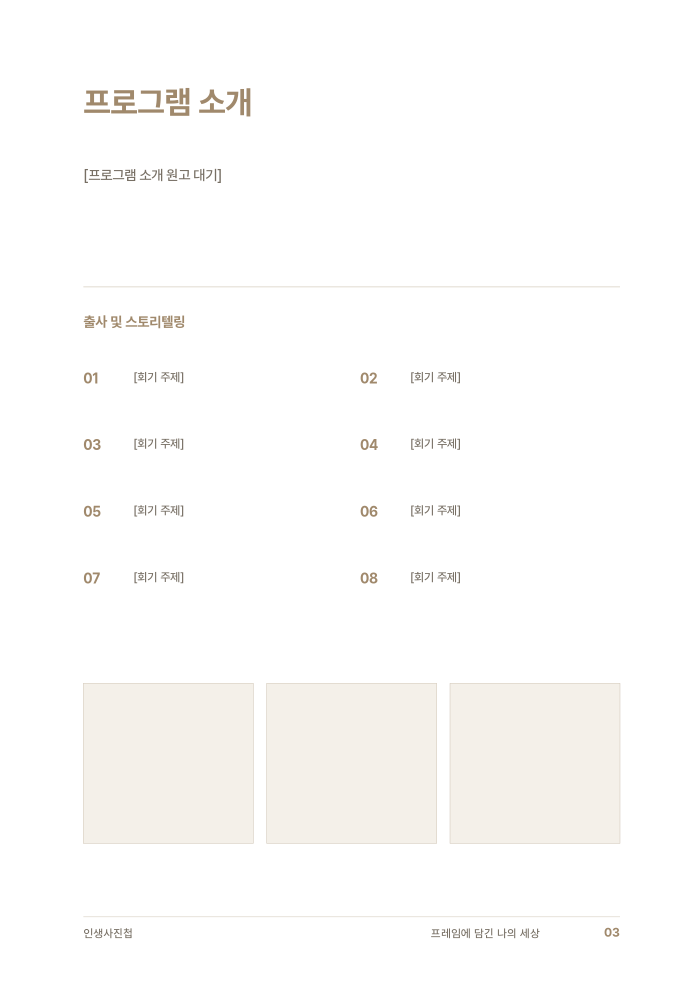 프로그램 소개
[프로그램 소개 원고 대기]
출사 및 스토리텔링
01 [회기 주제] 02 [회기 주제]
03 [회기 주제] 04 [회기 주제]
05 [회기 주제] 06 [회기 주제]
07 [회기 주제] 08 [회기 주제]
인생사진첩 프레임에 담긴 나의 세상 03